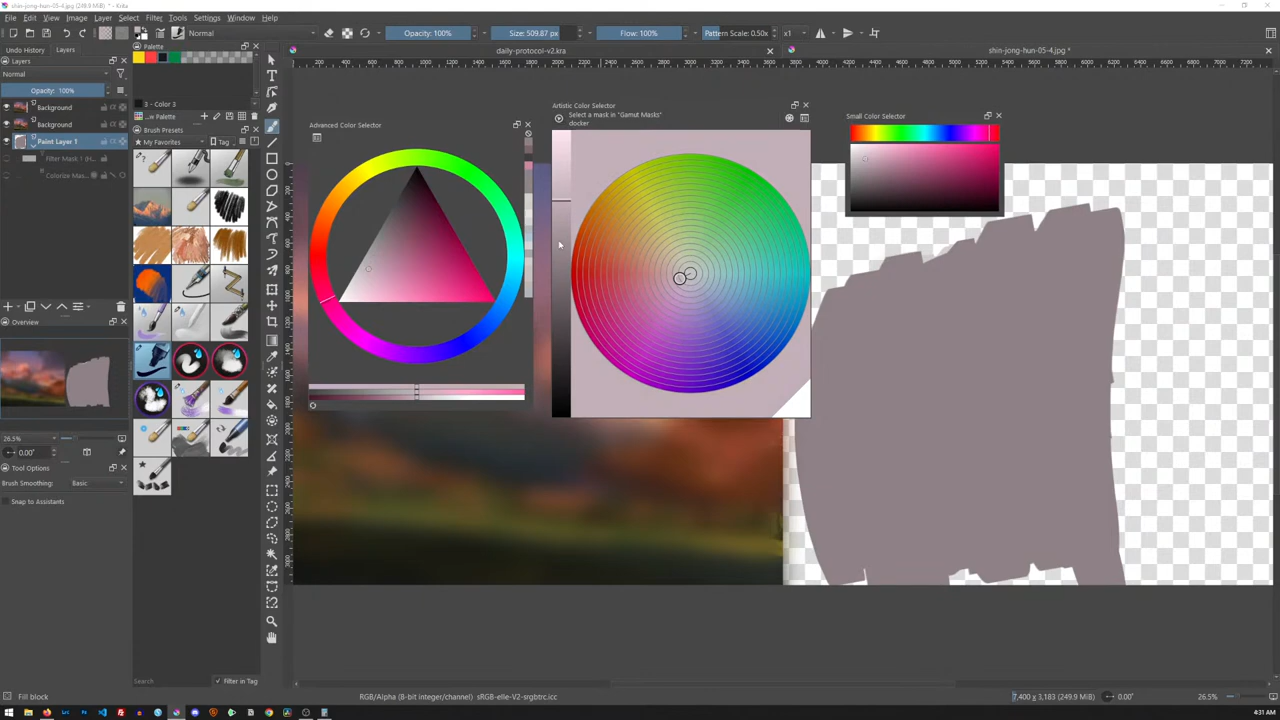 shin-jong-hun-05-4.jpg * - Krita
File Edit View Image Layer Select Filter Tools Settings Window Help
Normal
Opacity: 100%
Size: 509.87 px
Flow: 100%
Pattern Scale: 0.50x
x1
Undo History
Layers
Palette
daily-protocol-v2.kra
shin-jong-hun-05-4.jpg *
Layers
Normal
Opacity: 100%
Background
Background
Paint Layer 1
Filter Mask 1 (H...
Colorize Mas
3 - Color 3
...w Palette
Brush Presets
My Favorites
Tag
Advanced Color Selector
Artistic Color Selector
Select a mask in "Gamut Masks"
docker
Small Color Selector
Overview
26.5%
0.00°
Tool Options
Brush Smoothing: Basic
Snap to Assistants
Search
Filter in Tag
Fill block
RGB/Alpha (8-bit integer/channel) sRGB-elle-V2-srgbtrc.icc
7,400 x 3,183 (249.9 MiB)
0.00°
26.5%
4:31 AM